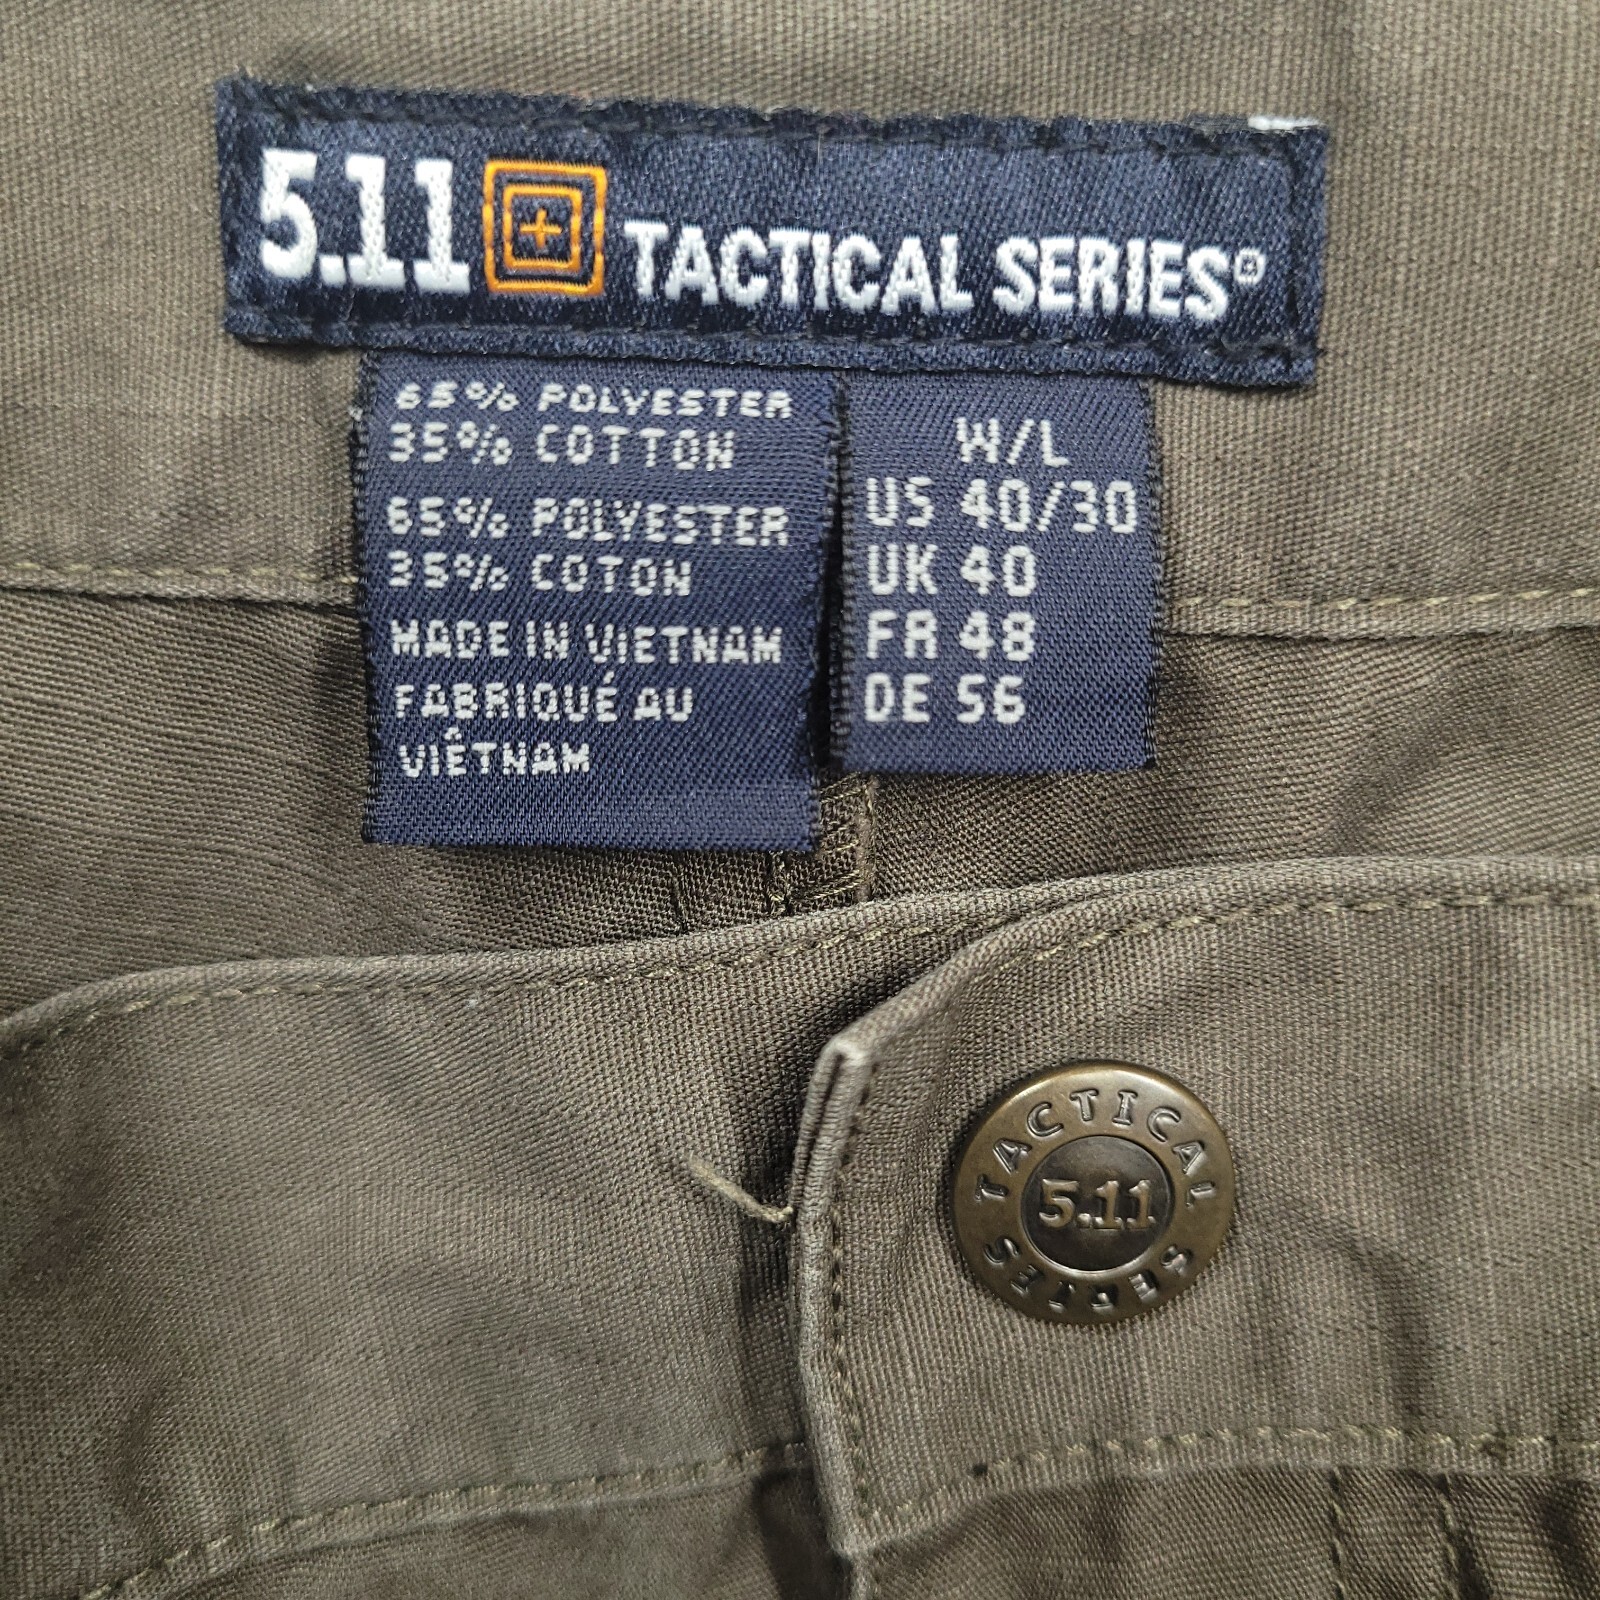 5.11 TACTICAL SERIES®
65% POLYESTER
35% COTTON
65% POLYESTER
35% COTON
MADE IN VIETNAM
FABRIQUÉ AU
VIÊTNAM
W/L
US 40/30
UK 40
FR 48
DE 56
TACTICAL
5.11
SERIES